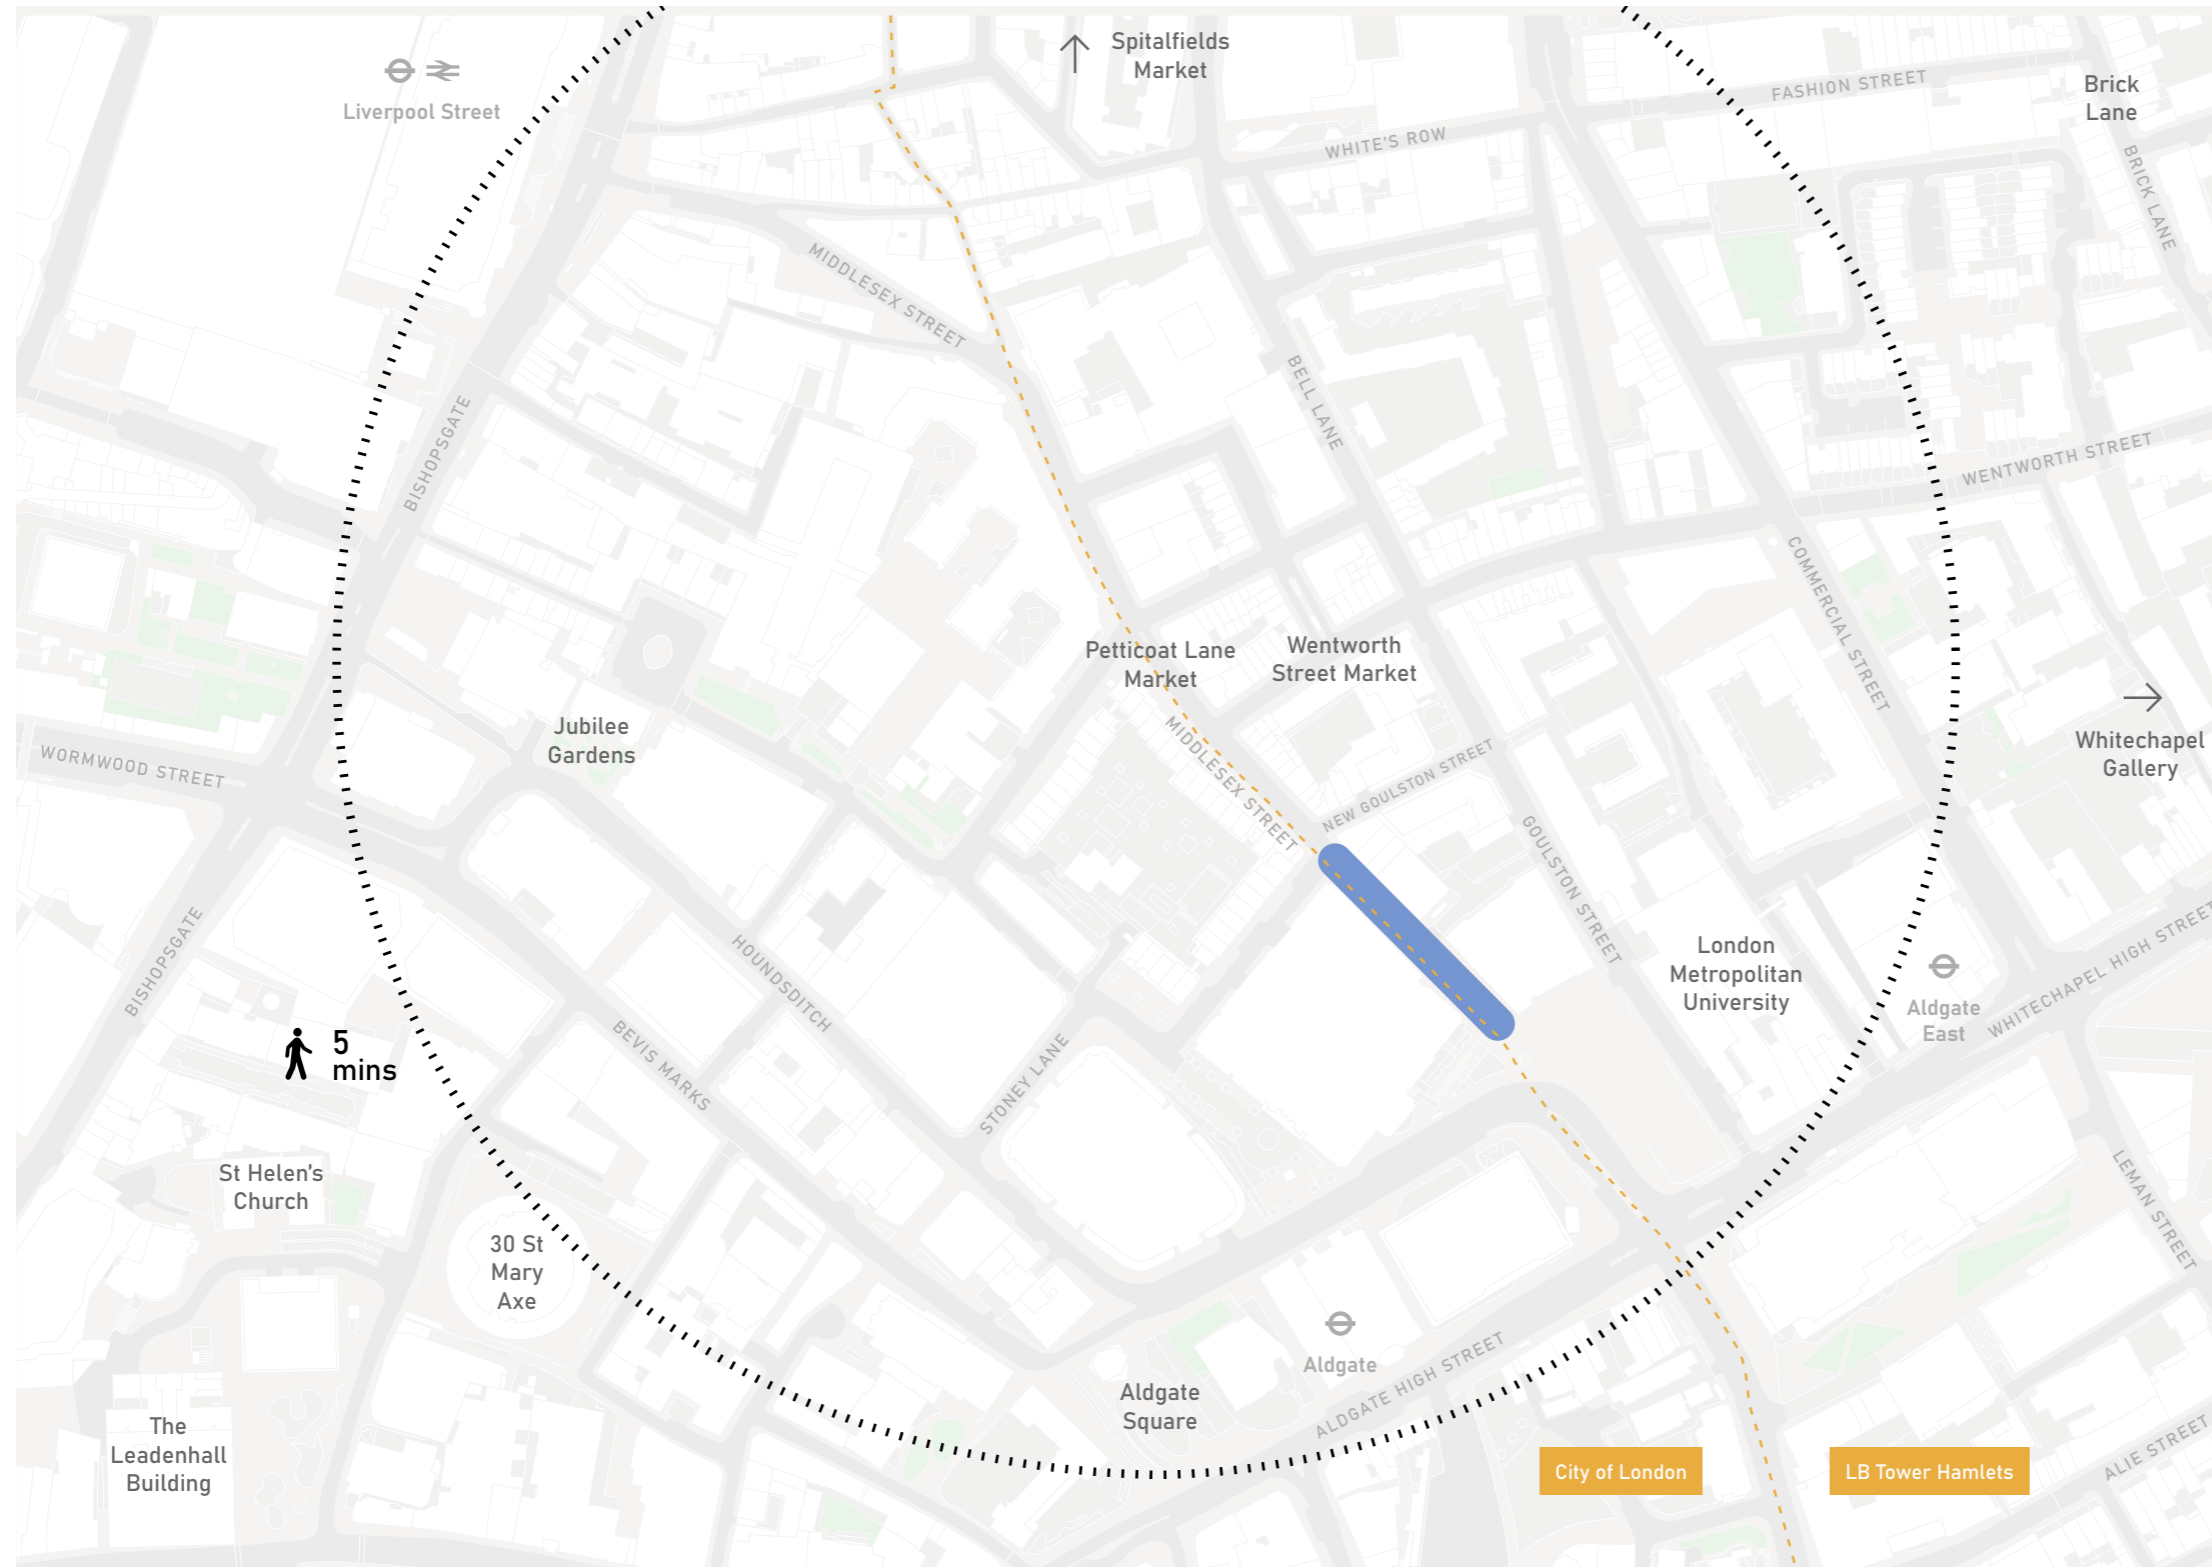 Spitalfields
Market
Liverpool Street
FASHION STREET
Brick
Lane
WHITE'S ROW
BRICK LANE
MIDDLESEX STREET
BELL LANE
BISHOPSGATE
WENTWORTH STREET
COMMERCIAL STREET
Petticoat Lane
Market
Wentworth
Street Market
Jubilee
Gardens
MIDDLESEX STREET
WORMWOOD STREET
NEW GOULSTON STREET
Whitechapel
Gallery
GOULSTON STREET
BISHOPSGATE
HOUNDSDITCH
London
Metropolitan
University
WHITECHAPEL HIGH STREET
Aldgate
East
5
mins
BEVIS MARKS
STONEY LANE
St Helen's
Church
LEMAN STREET
30 St
Mary
Axe
Aldgate
ALDGATE HIGH STREET
Aldgate
Square
The
Leadenhall
Building
City of London
LB Tower Hamlets
ALIE STREET